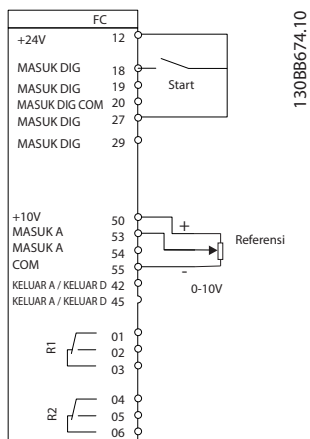 FC
+24V 12
MASUK DIG 18
MASUK DIG 19
MASUK DIG COM 20
MASUK DIG 27
MASUK DIG 29
Start
+10V 50
MASUK A 53
MASUK A 54
COM 55
KELUAR A / KELUAR D 42
KELUAR A / KELUAR D 45
+
-
Referensi
0-10V
R1
01
02
03
R2
04
05
06
130BB674.10